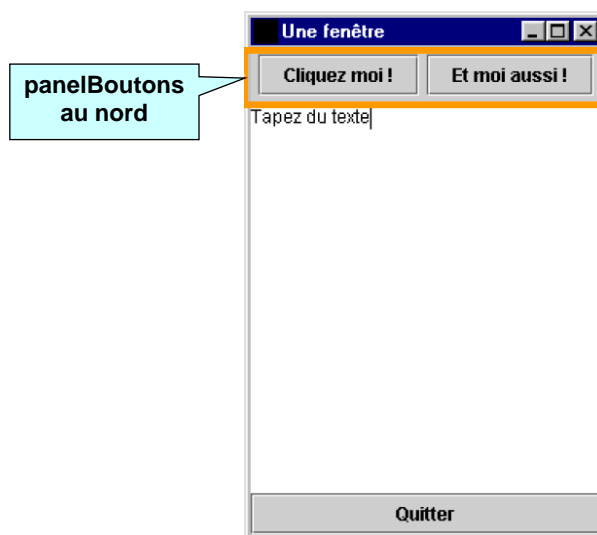 Une fenêtre
Cliquez moi ! Et moi aussi !
panelBoutons
au nord
Tapez du texte
Quitter